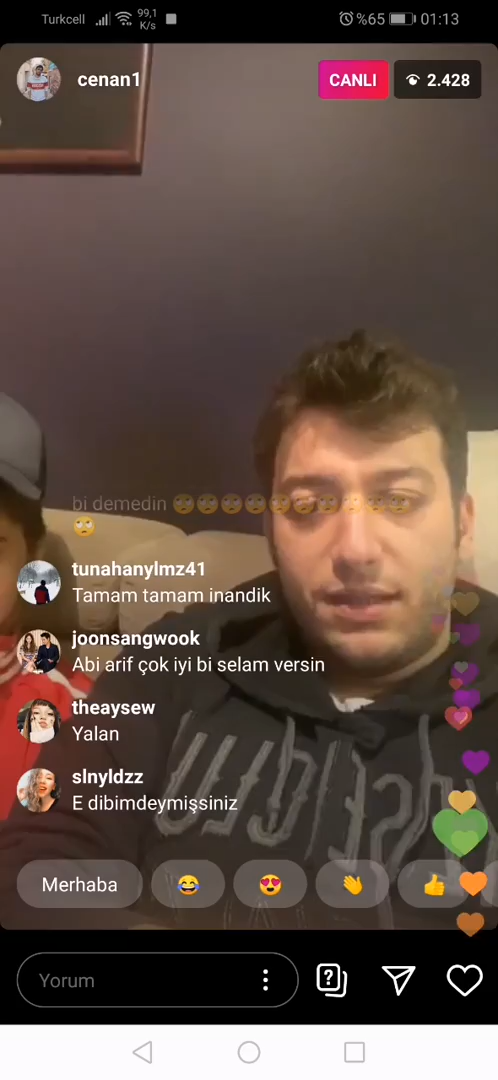 Turkcell 99,1 K/s %65 01:13
cenan1 CANLI 2.428
bi demedin 🙄🙄🙄🙄🙄🙄🙄🙄🙄🙄
🙄
tunahanylmz41
Tamam tamam inandik
joonsangwook
Abi arif çok iyi bi selam versin
theaysew
Yalan
slnyldzz
E dibimdeymişsiniz
Merhaba 😂 😍 👏 👍
Yorum